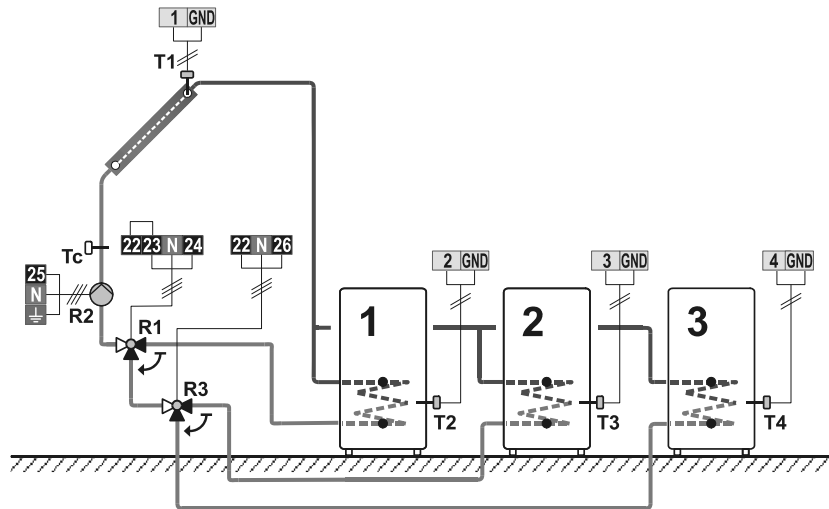 1 GND
T1
22 23 N 24
22 N 26
Tc
2 GND
3 GND
4 GND
25
N
R2
R1
1
2
3
R3
T2
T3
T4